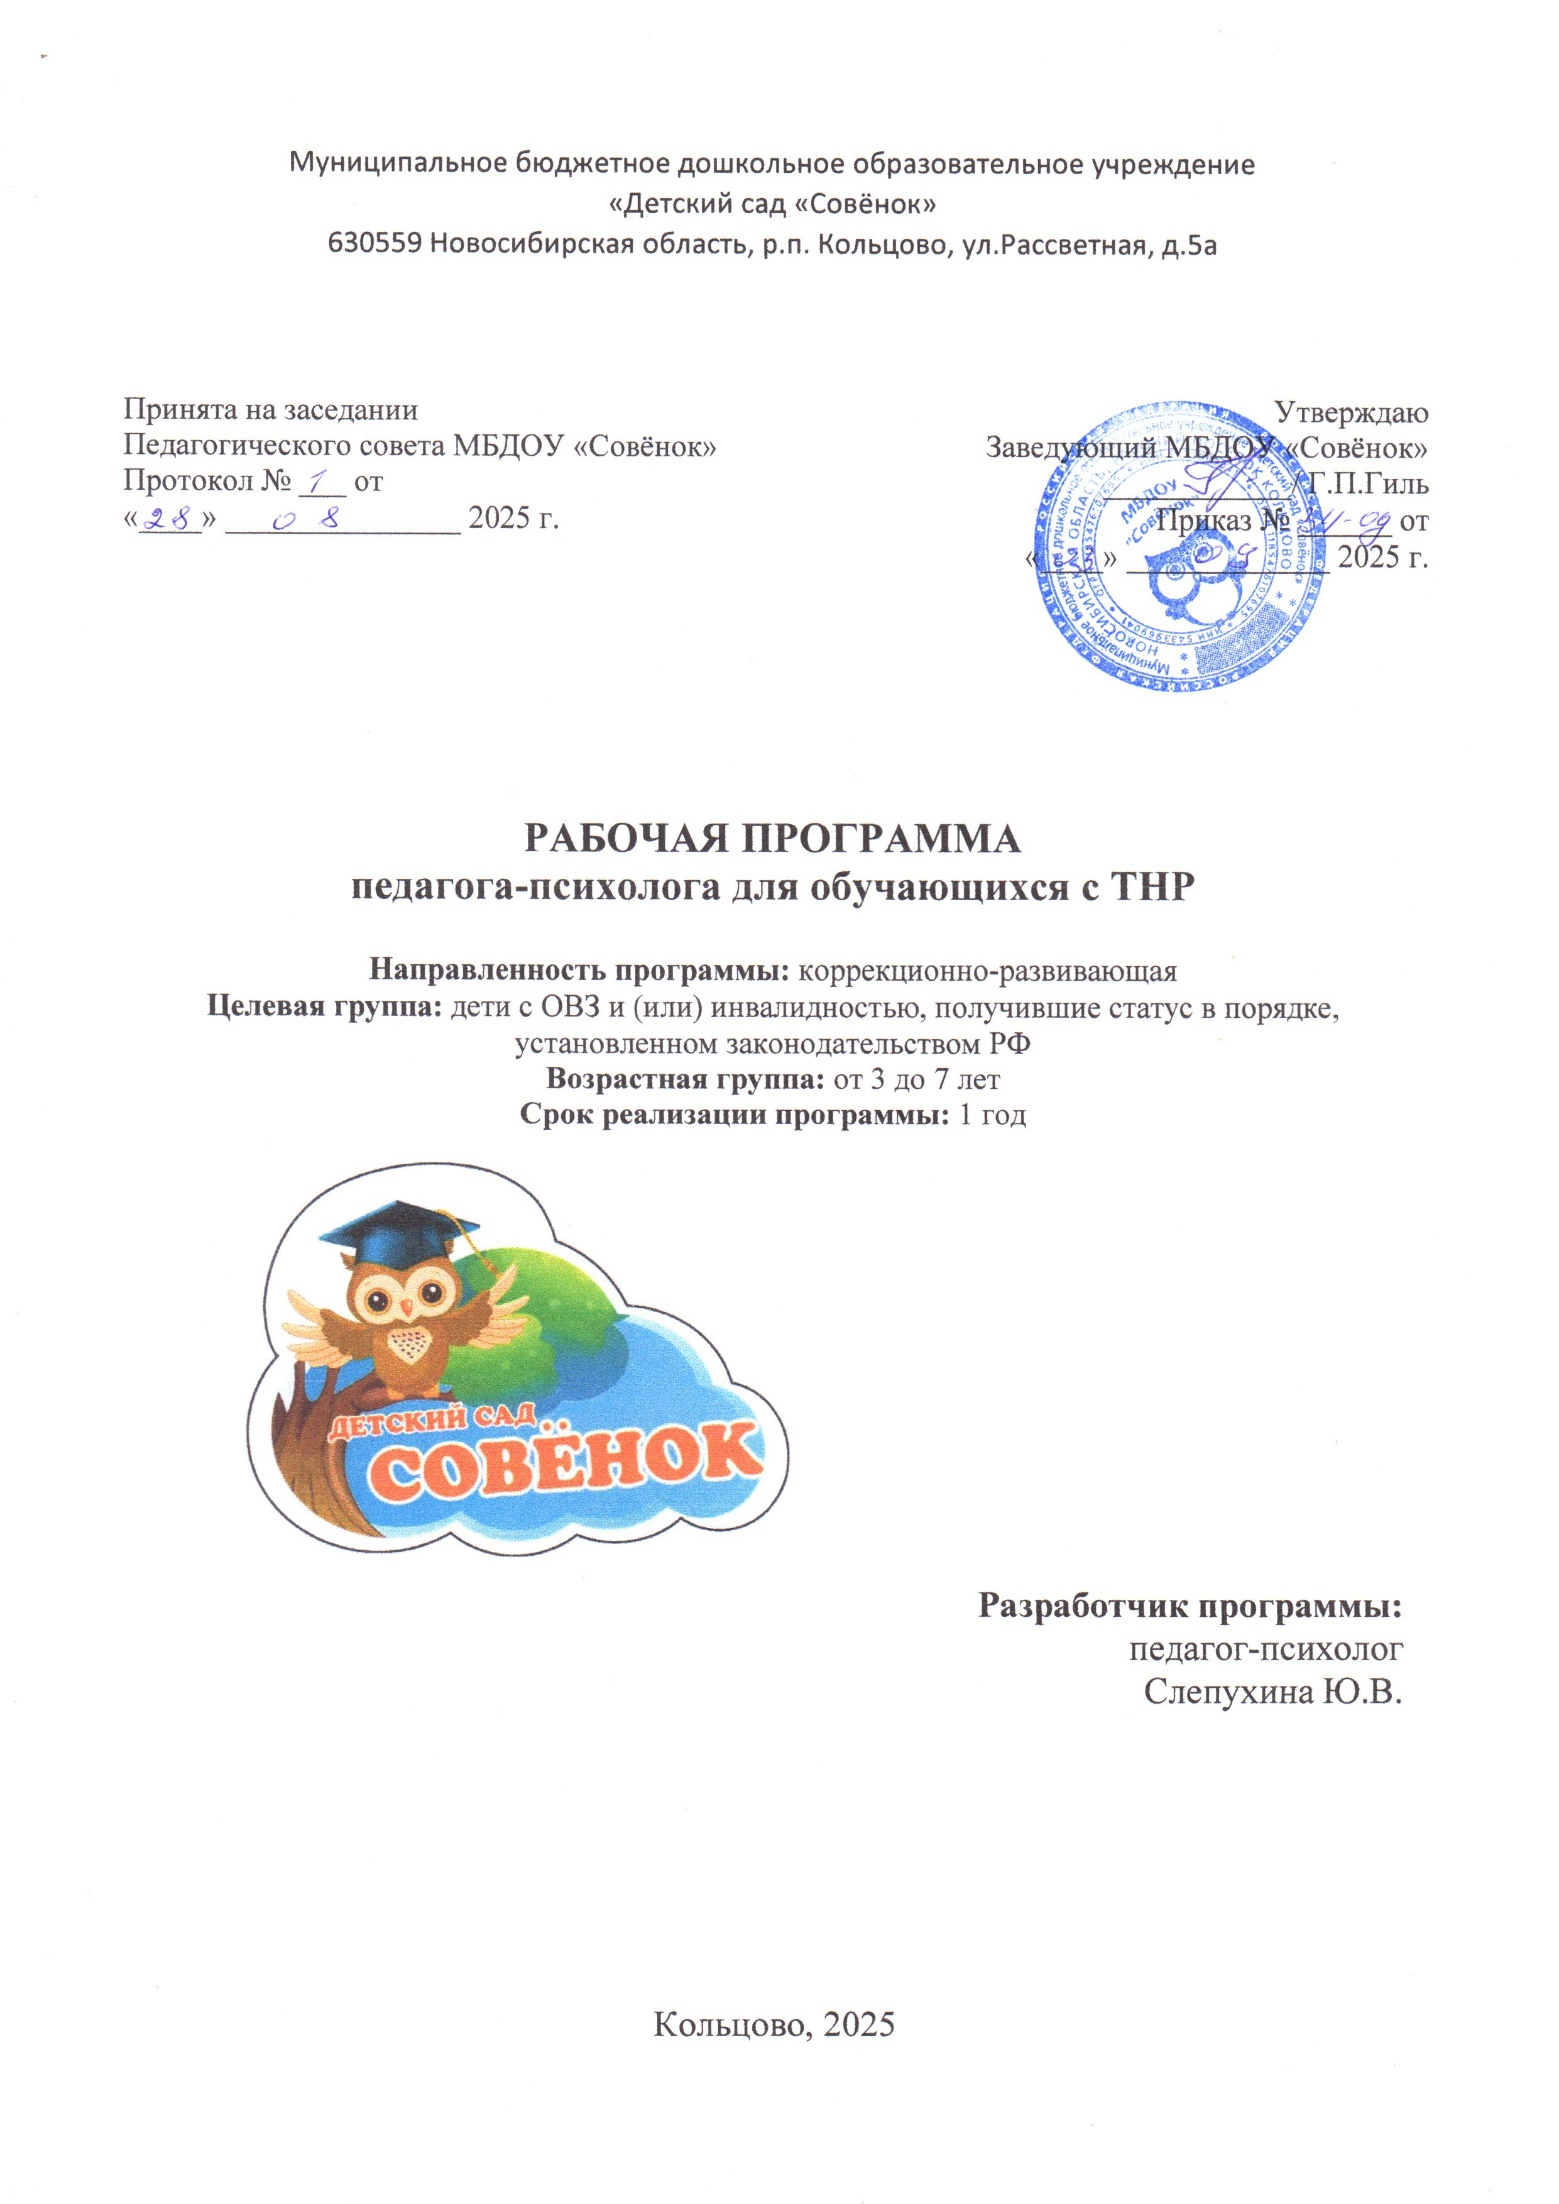 Муниципальное бюджетное дошкольное образовательное учреждение
«Детский сад «Совёнок»
630559 Новосибирская область, р.п. Кольцово, ул.Рассветная, д.5а
Принята на заседании
Педагогического совета МБДОУ «Совёнок»
Протокол № 1 от
«28» 08 2025 г.
Утверждаю
Заведующий МБДОУ «Совёнок»
/ Г.П.Гиль
Приказ № от
« » 2025 г.
МБДОУ
"Совёнок"
РАБОЧАЯ ПРОГРАММА
педагога-психолога для обучающихся с ТНР
Направленность программы: коррекционно-развивающая
Целевая группа: дети с ОВЗ и (или) инвалидностью, получившие статус в порядке,
установленном законодательством РФ
Возрастная группа: от 3 до 7 лет
Срок реализации программы: 1 год
ДЕТСКИЙ САД
СОВЁНОК
Разработчик программы:
педагог-психолог
Слепухина Ю.В.
Кольцово, 2025